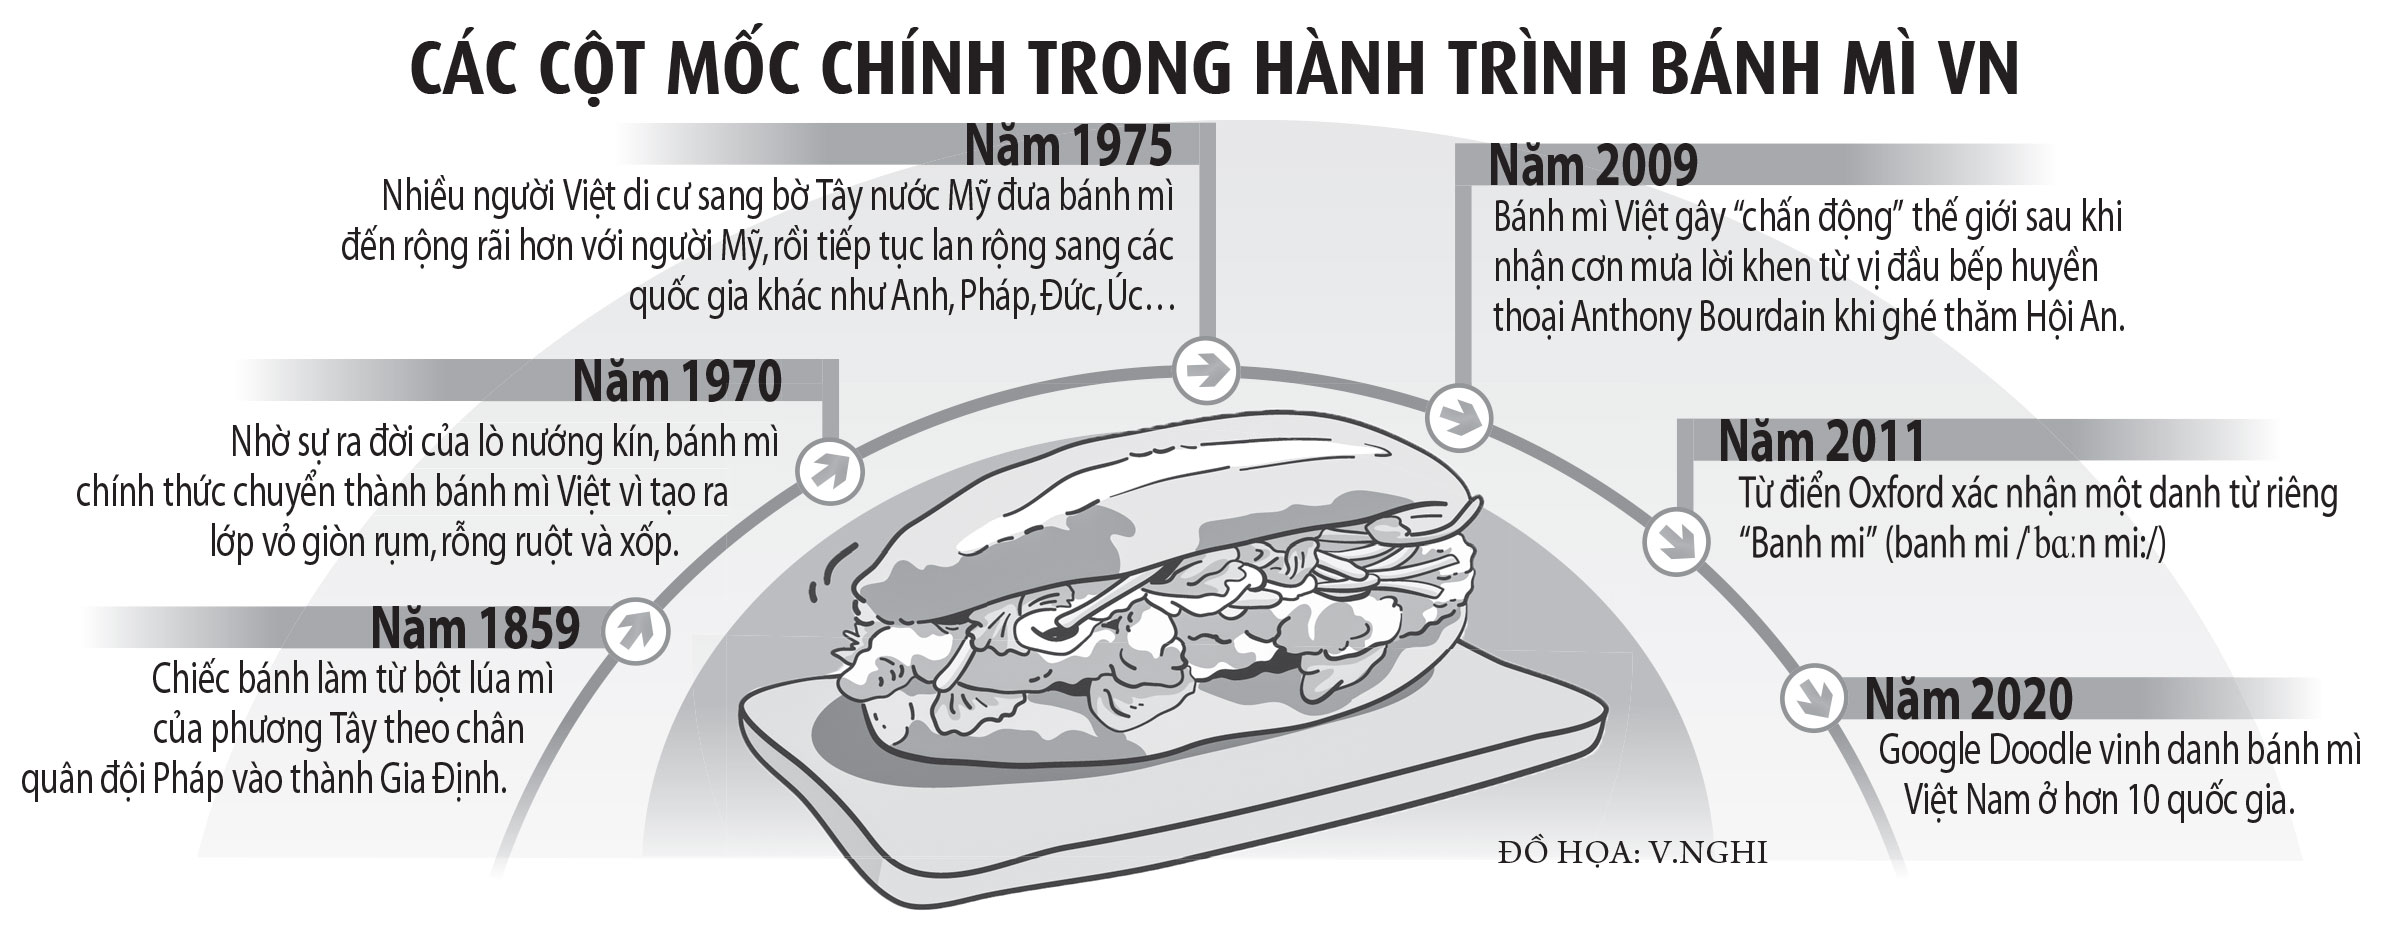 CÁC CỘT MỐC CHÍNH TRONG HÀNH TRÌNH BÁNH MÌ VN
Năm 1859
Chiếc bánh làm từ bột lúa mì
của phương Tây theo chân
quân đội Pháp vào thành Gia Định.
Năm 1970
Nhờ sự ra đời của lò nướng kín, bánh mì
chính thức chuyển thành bánh mì Việt vì tạo ra
lớp vỏ giòn rụm, rỗng ruột và xốp.
Năm 1975
Nhiều người Việt di cư sang bờ Tây nước Mỹ đưa bánh mì
đến rộng rãi hơn với người Mỹ, rồi tiếp tục lan rộng sang các
quốc gia khác như Anh, Pháp, Đức, Úc...
Năm 2009
Bánh mì Việt gây “chấn động” thế giới sau khi
nhận cơn mưa lời khen từ vị đầu bếp huyền
thoại Anthony Bourdain khi ghé thăm Hội An.
Năm 2011
Từ điển Oxford xác nhận một danh từ riêng
“Banh mi” (banh mi /ˈbɑːn miː/)
Năm 2020
Google Doodle vinh danh bánh mì
Việt Nam ở hơn 10 quốc gia.
ĐỒ HỌA: V.NGHI